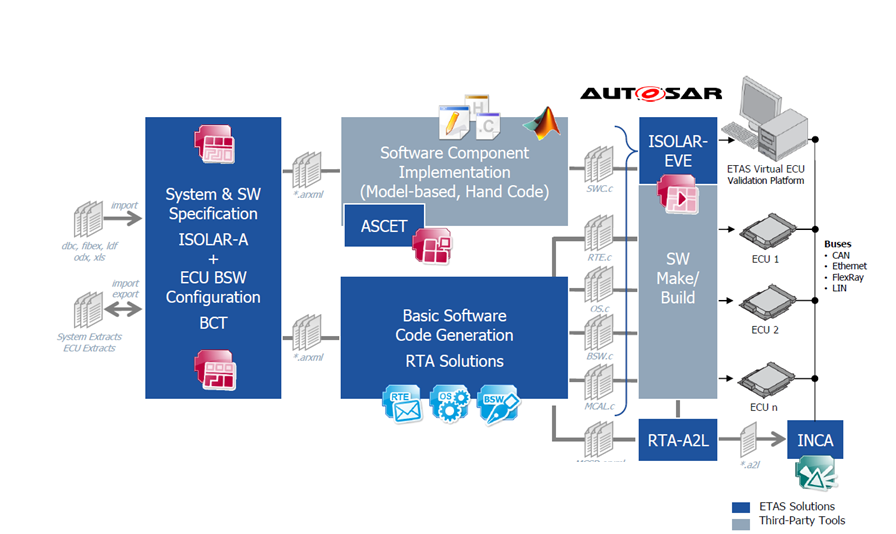 AUTOSAR
System & SW
Specification
ISOLAR-A
+
ECU BSW
Configuration
BCT
import
dbc, fibex, ldf
odx, xls
import
export
System Extracts
ECU Extracts
*.arxml
*.arxml
H
.C
Software Component
Implementation
(Model-based, Hand Code)
ASCET
Basic Software
Code Generation
RTA Solutions
RTE
OS
BSW
SWC.c
RTE.c
OS.c
BSW.c
MCAL.c
ISOLAR-
EVE
SW
Make/
Build
RTA-A2L
*.a2l
INCA
ETAS Virtual ECU
Validation Platform
ECU 1
ECU 2
ECU n
Buses
• CAN
• Ethernet
• FlexRay
• LIN
ETAS Solutions
Third-Party Tools